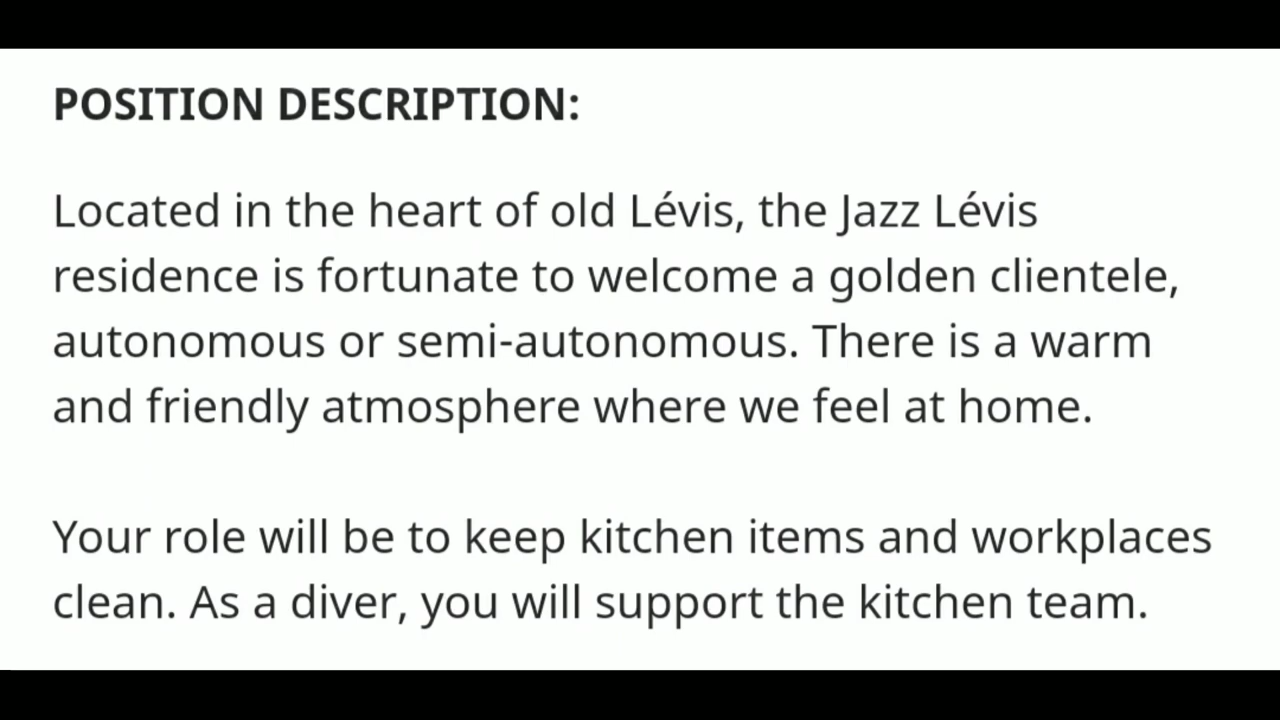 POSITION DESCRIPTION:
Located in the heart of old Lévis, the Jazz Lévis
residence is fortunate to welcome a golden clientele,
autonomous or semi-autonomous. There is a warm
and friendly atmosphere where we feel at home.
Your role will be to keep kitchen items and workplaces
clean. As a diver, you will support the kitchen team.